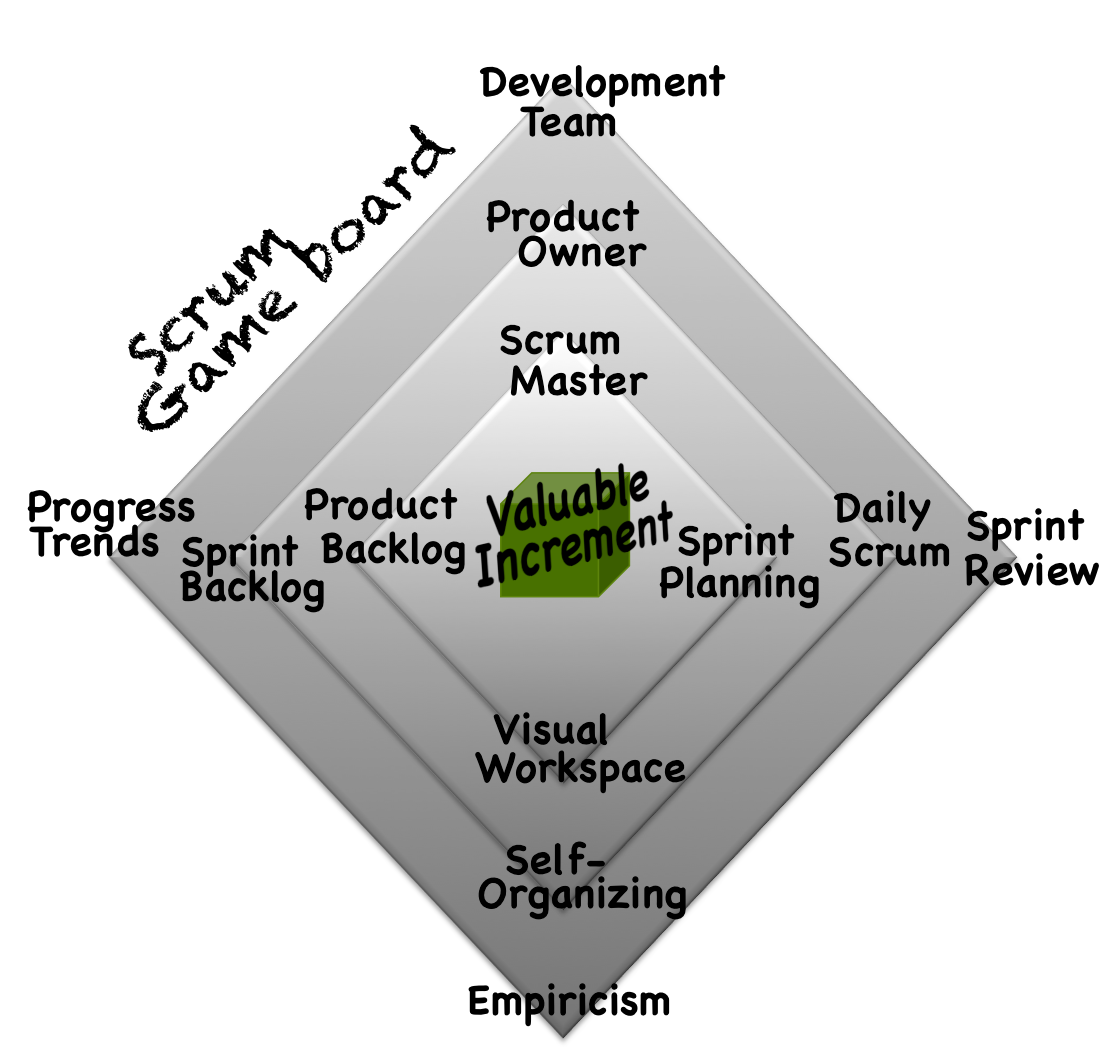 Development
Team
Scrum
Game board
Product
Owner
Scrum
Master
Progress
Trends
Sprint
Backlog
Product
Backlog
Valuable
Increment
Sprint
Planning
Daily
Scrum
Sprint
Review
Visual
Workspace
Self-
Organizing
Empiricism